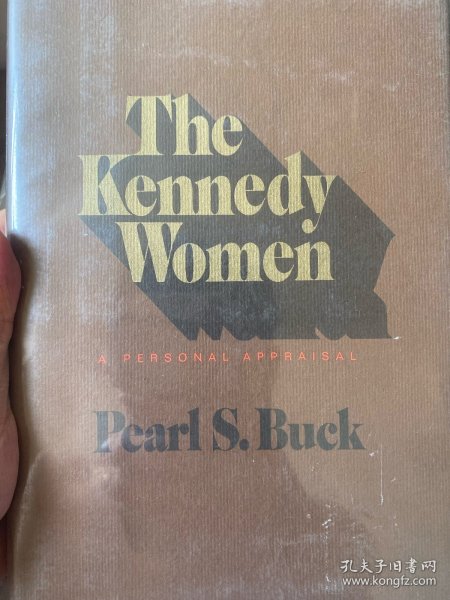 The
Kennedy
Women
A PERSONAL APPRAISAL
Pearl S. Buck
孔夫子旧书网
www.kongfz.com